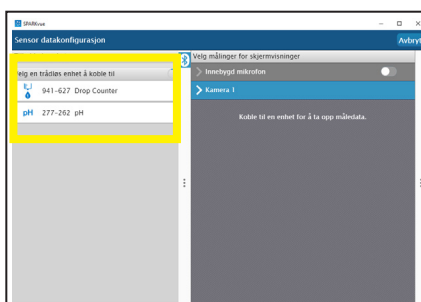 SPARKvue
Sensor datakonfigurasjon
Avbryt
Velg en trådløs enhet å koble til
941-627 Drop Counter
pH 277-262 pH
Velg målinger for skjermvisninger
Innebygd mikrofon
Kamera 1
Koble til en enhet for å ta opp måledata.